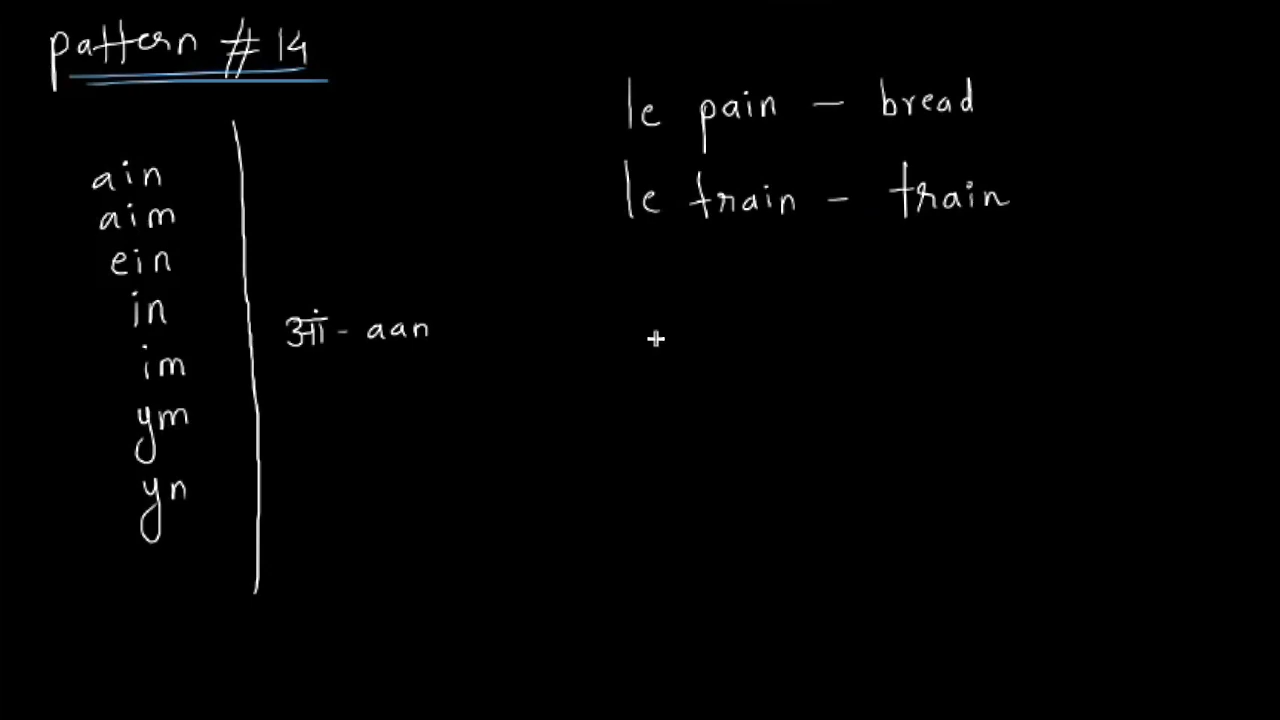 pattern # 14
ain
aim
ein
in
im
ym
yn
आं - aan
le pain - bread
le train - train